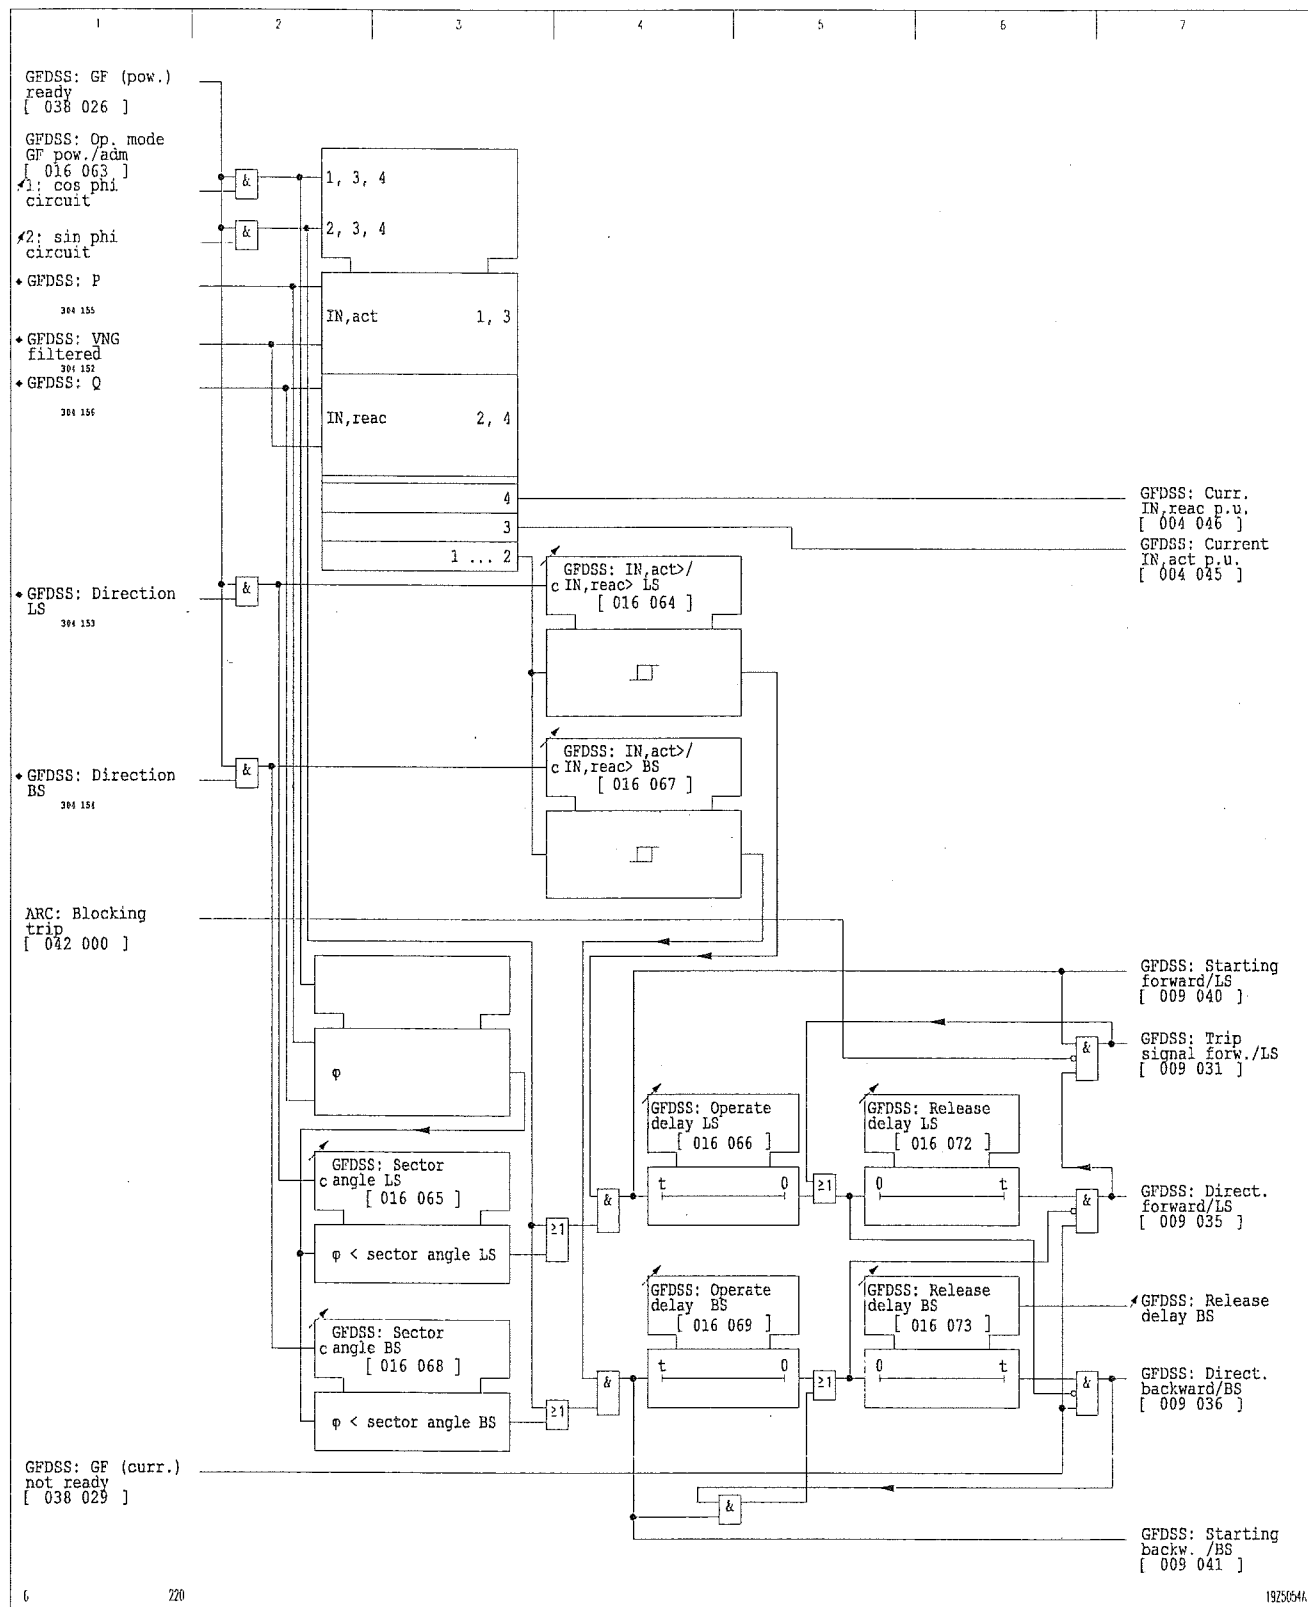 1 2 3 4 5 6 7
GFDSS: GF (pow.)
ready
[ 038 026 ]
GFDSS: Op. mode
GF pow./adm
[ 016 063 ]
1: cos phi
circuit
2: sin phi
circuit
GFDSS: P
304 155
GFDSS: VNG
filtered
304 152
GFDSS: Q
304 156
GFDSS: Direction
LS
304 153
GFDSS: Direction
BS
304 154
ARC: Blocking
trip
[ 042 000 ]
GFDSS: GF (curr.)
not ready
[ 038 029 ]
&
&
&
&
1, 3, 4
2, 3, 4
IN,act 1, 3
IN,reac 2, 4
4
3
1 ... 2
GFDSS: IN,act>/
c IN,reac> LS
[ 016 064 ]
GFDSS: IN,act>/
c IN,reac> BS
[ 016 067 ]
φ
GFDSS: Sector
c angle LS
[ 016 065 ]
φ < sector angle LS
GFDSS: Sector
c angle BS
[ 016 068 ]
φ < sector angle BS
≥1
≥1
&
&
GFDSS: Operate
delay LS
[ 016 066 ]
t 0
≥1
GFDSS: Release
delay LS
[ 016 072 ]
0 t
&
&
GFDSS: Operate
delay BS
[ 016 069 ]
t 0
≥1
GFDSS: Release
delay BS
[ 016 073 ]
0 t
&
&
GFDSS: Curr.
IN,reac p.u.
[ 004 046 ]
GFDSS: Current
IN,act p.u.
[ 004 045 ]
GFDSS: Starting
forward/LS
[ 009 040 ]
GFDSS: Trip
signal forw./LS
[ 009 031 ]
GFDSS: Direct.
forward/LS
[ 009 035 ]
GFDSS: Release
delay BS
GFDSS: Direct.
backward/BS
[ 009 036 ]
GFDSS: Starting
backw. /BS
[ 009 041 ]
220
19Z5054A